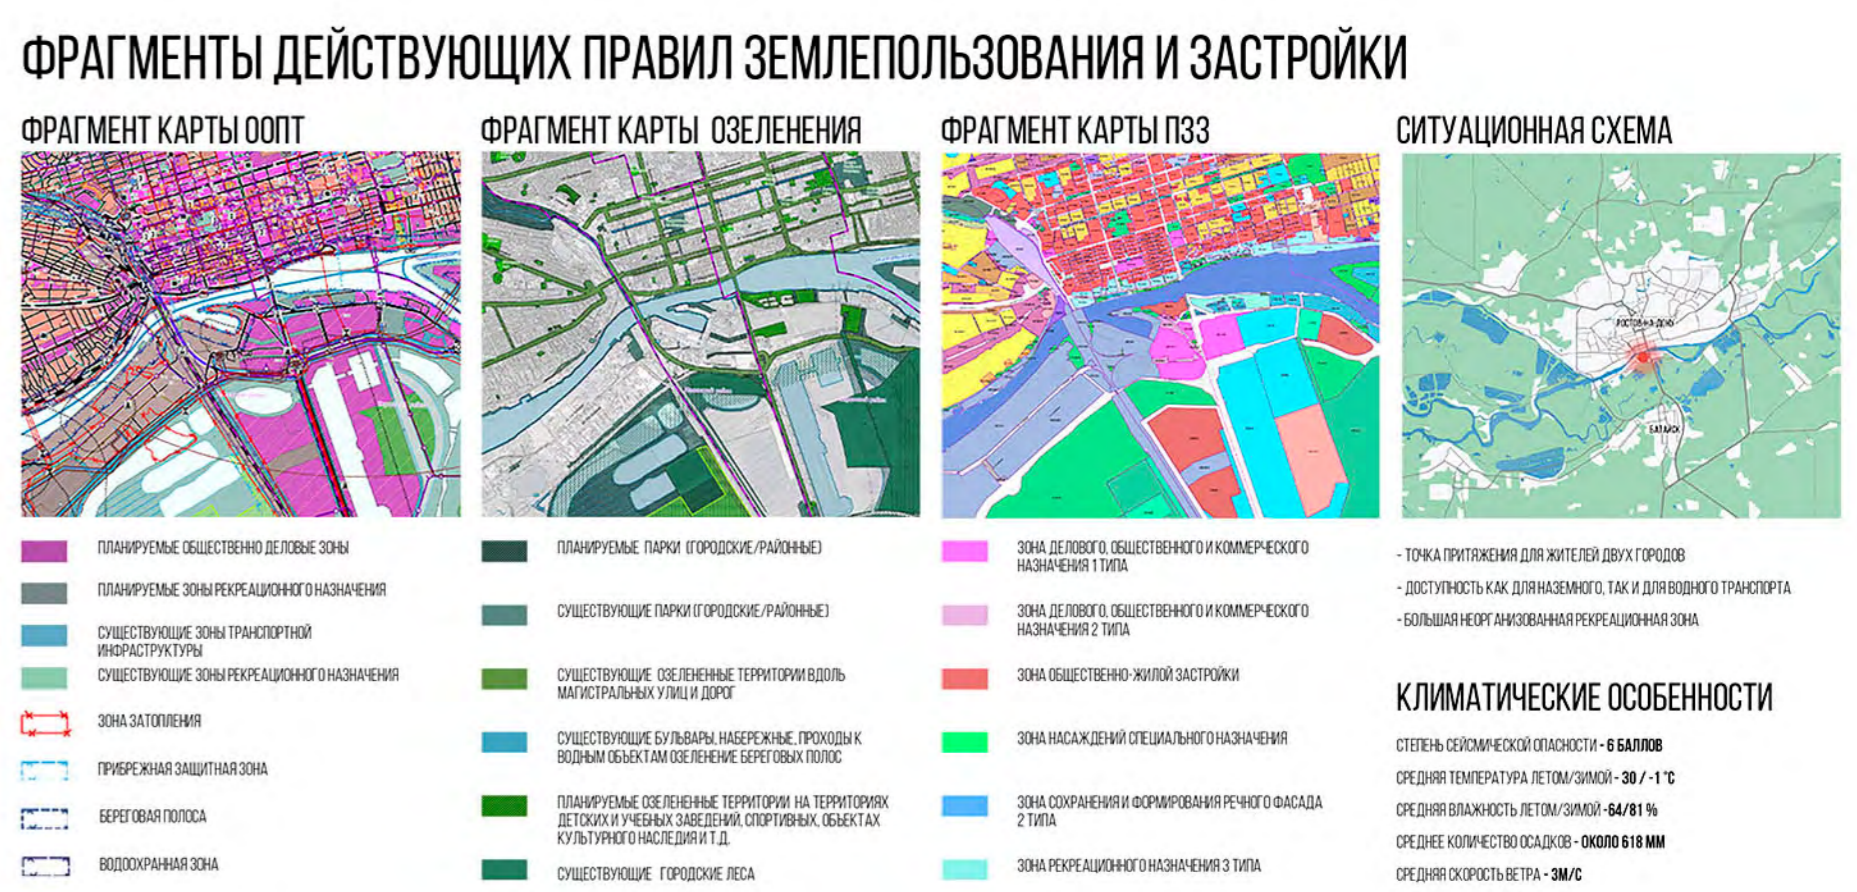 ФРАГМЕНТЫ ДЕЙСТВУЮЩИХ ПРАВИЛ ЗЕМЛЕПОЛЬЗОВАНИЯ И ЗАСТРОЙКИ
ФРАГМЕНТ КАРТЫ ООПТ
ПЛАНИРУЕМЫЕ ОБЩЕСТВЕННО ДЕЛОВЫЕ ЗОНЫ
ПЛАНИРУЕМЫЕ ЗОНЫ РЕКРЕАЦИОННОГО НАЗНАЧЕНИЯ
СУЩЕСТВУЮЩИЕ ЗОНЫ ТРАНСПОРТНОЙ
ИНФРАСТРУКТУРЫ
СУЩЕСТВУЮЩИЕ ЗОНЫ РЕКРЕАЦИОННОГО НАЗНАЧЕНИЯ
ЗОНА ЗАТОПЛЕНИЯ
ПРИБРЕЖНАЯ ЗАЩИТНАЯ ЗОНА
БЕРЕГОВАЯ ПОЛОСА
ВОДООХРАННАЯ ЗОНА
ФРАГМЕНТ КАРТЫ ОЗЕЛЕНЕНИЯ
ПЛАНИРУЕМЫЕ ПАРКИ (ГОРОДСКИЕ/РАЙОННЫЕ)
СУЩЕСТВУЮЩИЕ ПАРКИ (ГОРОДСКИЕ/РАЙОННЫЕ)
СУЩЕСТВУЮЩИЕ ОЗЕЛЕНЕННЫЕ ТЕРРИТОРИИ ВДОЛЬ
МАГИСТРАЛЬНЫХ УЛИЦ И ДОРОГ
СУЩЕСТВУЮЩИЕ БУЛЬВАРЫ, НАБЕРЕЖНЫЕ, ПРОХОДЫ К
ВОДНЫМ ОБЪЕКТАМ ОЗЕЛЕНЕНИЕ БЕРЕГОВЫХ ПОЛОС
ПЛАНИРУЕМЫЕ ОЗЕЛЕНЕННЫЕ ТЕРРИТОРИИ НА ТЕРРИТОРИЯХ
ДЕТСКИХ И УЧЕБНЫХ ЗАВЕДЕНИЙ, СПОРТИВНЫХ, ОБЪЕКТАХ
КУЛЬТУРНОГО НАСЛЕДИЯ И Т.Д.
СУЩЕСТВУЮЩИЕ ГОРОДСКИЕ ЛЕСА
ФРАГМЕНТ КАРТЫ ПЗЗ
ЗОНА ДЕЛОВОГО, ОБЩЕСТВЕННОГО И КОММЕРЧЕСКОГО
НАЗНАЧЕНИЯ 1 ТИПА
ЗОНА ДЕЛОВОГО, ОБЩЕСТВЕННОГО И КОММЕРЧЕСКОГО
НАЗНАЧЕНИЯ 2 ТИПА
ЗОНА ОБЩЕСТВЕННО-ЖИЛОЙ ЗАСТРОЙКИ
ЗОНА НАСАЖДЕНИЙ СПЕЦИАЛЬНОГО НАЗНАЧЕНИЯ
ЗОНА СОХРАНЕНИЯ И ФОРМИРОВАНИЯ РЕЧНОГО ФАСАДА
2 ТИПА
ЗОНА РЕКРЕАЦИОННОГО НАЗНАЧЕНИЯ 3 ТИПА
СИТУАЦИОННАЯ СХЕМА
РОСТОВ-НА-ДОНУ
БАТАЙСК
- ТОЧКА ПРИТЯЖЕНИЯ ДЛЯ ЖИТЕЛЕЙ ДВУХ ГОРОДОВ
- ДОСТУПНОСТЬ КАК ДЛЯ НАЗЕМНОГО, ТАК И ДЛЯ ВОДНОГО ТРАНСПОРТА
- БОЛЬШАЯ НЕОРГАНИЗОВАННАЯ РЕКРЕАЦИОННАЯ ЗОНА
КЛИМАТИЧЕСКИЕ ОСОБЕННОСТИ
СТЕПЕНЬ СЕЙСМИЧЕСКОЙ ОПАСНОСТИ - 6 БАЛЛОВ
СРЕДНЯЯ ТЕМПЕРАТУРА ЛЕТОМ/ЗИМОЙ - 30 / -1 °C
СРЕДНЯЯ ВЛАЖНОСТЬ ЛЕТОМ/ЗИМОЙ -64/81 %
СРЕДНЕЕ КОЛИЧЕСТВО ОСАДКОВ - ОКОЛО 618 ММ
СРЕДНЯЯ СКОРОСТЬ ВЕТРА - 3М/С